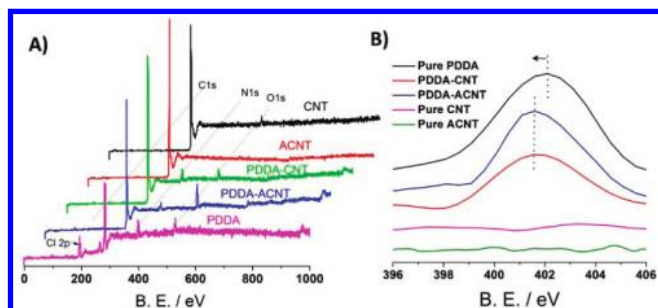 A)
C1s
N1s
O1s
CNT
ACNT
PDDA-CNT
PDDA-ACNT
PDDA
Cl 2p
0 200 400 600 800 1000
B. E. / eV
B)
Pure PDDA
PDDA-CNT
PDDA-ACNT
Pure CNT
Pure ACNT
396 398 400 402 404 406
B. E. / eV